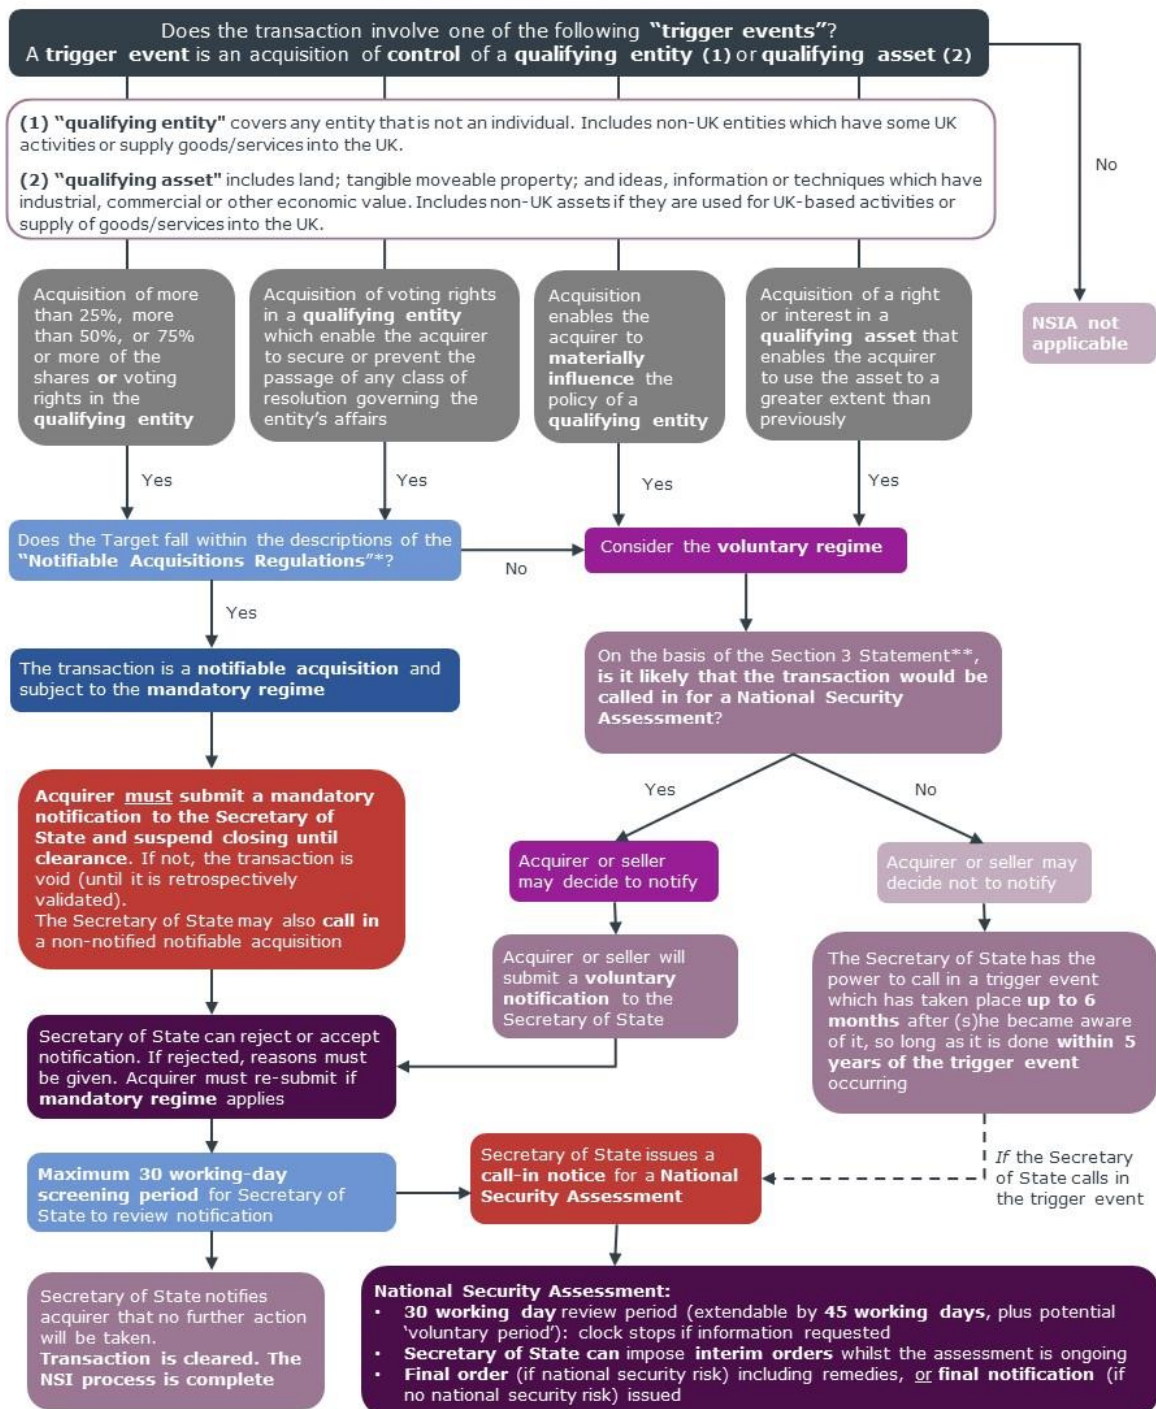 Does the transaction involve one of the following “trigger events”?
A trigger event is an acquisition of control of a qualifying entity (1) or qualifying asset (2)
(1) “qualifying entity" covers any entity that is not an individual. Includes non-UK entities which have some UK
activities or supply goods/services into the UK.
(2) “qualifying asset" includes land; tangible moveable property; and ideas, information or techniques which have
industrial, commercial or other economic value. Includes non-UK assets if they are used for UK-based activities or
supply of goods/services into the UK.
No
NSIA not
applicable
Acquisition of more
than 25%, more
than 50%, or 75%
or more of the
shares or voting
rights in the
qualifying entity
Acquisition of voting rights
in a qualifying entity
which enable the acquirer
to secure or prevent the
passage of any class of
resolution governing the
entity’s affairs
Acquisition
enables the
acquirer to
materially
influence the
policy of a
qualifying entity
Acquisition of a right
or interest in a
qualifying asset that
enables the acquirer
to use the asset to a
greater extent than
previously
Yes
Yes
Yes
Yes
Does the Target fall within the descriptions of the
“Notifiable Acquisitions Regulations”*?
No
Consider the voluntary regime
Yes
The transaction is a notifiable acquisition and
subject to the mandatory regime
On the basis of the Section 3 Statement**,
is it likely that the transaction would be
called in for a National Security
Assessment?
Acquirer must submit a mandatory
notification to the Secretary of
State and suspend closing until
clearance. If not, the transaction is
void (until it is retrospectively
validated).
The Secretary of State may also call in
a non-notified notifiable acquisition
Yes
No
Acquirer or seller
may decide to notify
Acquirer or seller may
decide not to notify
Acquirer or seller will
submit a voluntary
notification to the
Secretary of State
The Secretary of State has the
power to call in a trigger event
which has taken place up to 6
months after (s)he became aware
of it, so long as it is done within 5
years of the trigger event
occurring
Secretary of State can reject or accept
notification. If rejected, reasons must
be given. Acquirer must re-submit if
mandatory regime applies
Maximum 30 working-day
screening period for Secretary of
State to review notification
Secretary of State issues a
call-in notice for a National
Security Assessment
If the Secretary
of State calls in
the trigger event
Secretary of State notifies
acquirer that no further action
will be taken.
Transaction is cleared. The
NSI process is complete
National Security Assessment:
• 30 working day review period (extendable by 45 working days, plus potential
‘voluntary period’): clock stops if information requested
• Secretary of State can impose interim orders whilst the assessment is ongoing
• Final order (if national security risk) including remedies, or final notification (if
no national security risk) issued